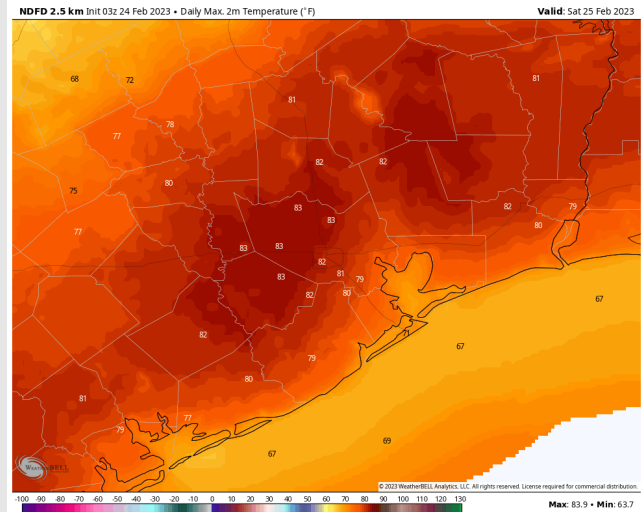 NDFD 2.5 km Init 03z 24 Feb 2023 • Daily Max. 2m Temperature (°F) Valid: Sat 25 Feb 2023
68 72 81
81
77 78
82 82
75 80
83 82 79
77 83 80
83 83
82
83 81 79 67
82 80
82 71
67
79
80
81
77
79
69
67
WeatherBELL
© 2023 WeatherBELL Analytics, LLC. All rights reserved. License required for commercial distribution.
-100 -90 -80 -70 -60 -50 -40 -30 -20 -10 0 10 20 30 40 50 60 70 80 90 100 110 120 130
Max: 83.9 • Min: 63.7